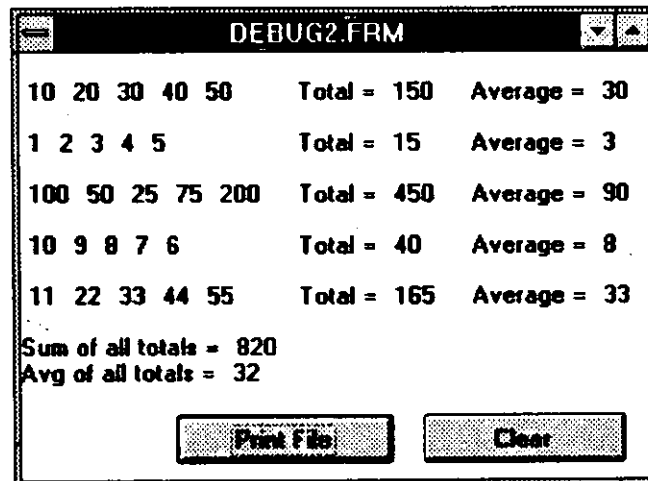 DEBUG2.FRM
10 20 30 40 50 Total = 150 Average = 30
1 2 3 4 5 Total = 15 Average = 3
100 50 25 75 200 Total = 450 Average = 90
10 9 8 7 6 Total = 40 Average = 8
11 22 33 44 55 Total = 165 Average = 33
Sum of all totals = 820
Avg of all totals = 32
Print File Clear